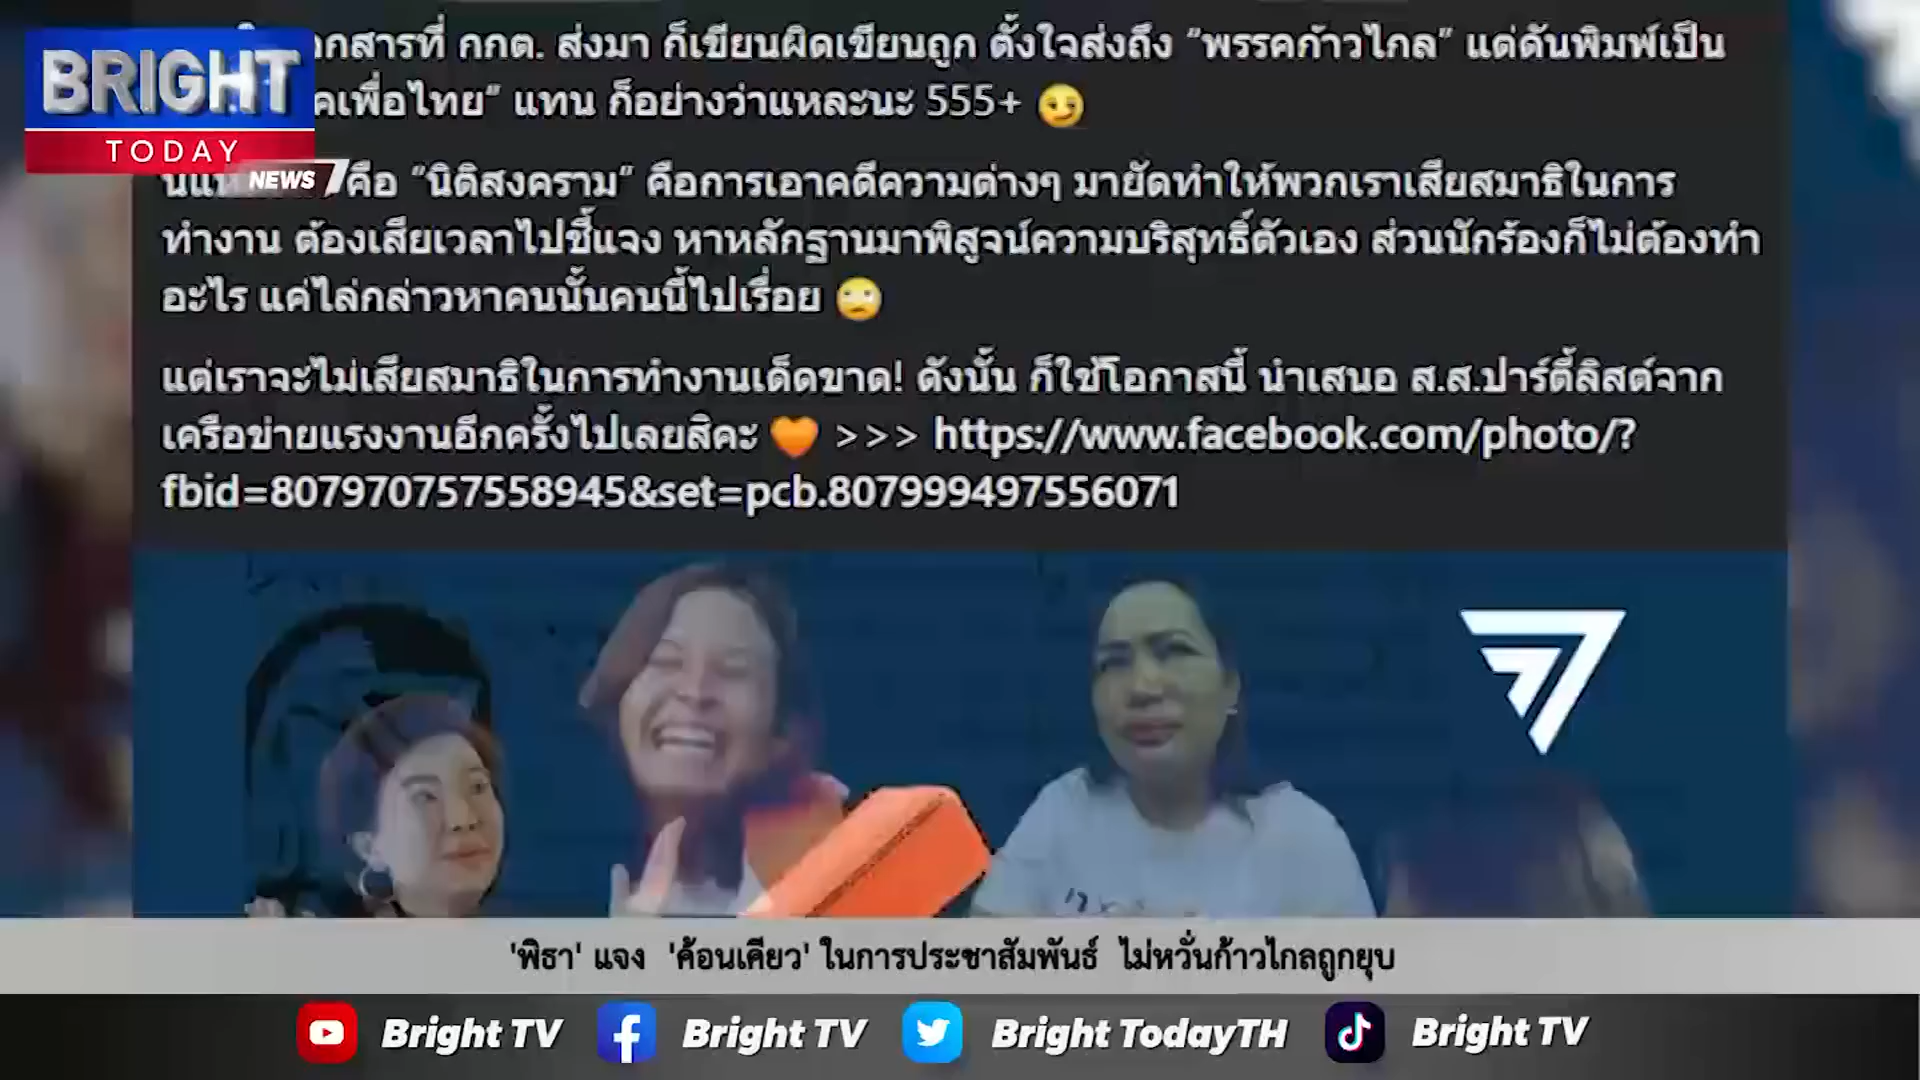 BRIGHT
TODAY
NEWS
กสารที่ กกต. ส่งมา ก็เขียนผิดเขียนถูก ตั้งใจส่งถึง “พรรคก้าวไกล” แต่ดันพิมพ์เป็น
คเพื่อไทย” แทน ก็อย่างว่าแหละนะ 555+ 😏
คือ “นิติสงคราม” คือการเอาคดีความต่างๆ มายัดทำให้พวกเราเสียสมาธิในการ
ทำงาน ต้องเสียเวลาไปชี้แจง หาหลักฐานมาพิสูจน์ความบริสุทธิ์ตัวเอง ส่วนนักร้องก็ไม่ต้องทำ
อะไร แค่ไล่กล่าวหาคนนั้นคนนี้ไปเรื่อย 🙄
แต่เราจะไม่เสียสมาธิในการทำงานเด็ดขาด! ดังนั้น ก็ใช้โอกาสนี้ นำเสนอ ส.ส.ปาร์ตี้ลิสต์จาก
เครือข่ายแรงงานอีกครั้งไปเลยสิคะ 🧡 >>> https://www.facebook.com/photo/?
fbid=807970757558945&set=pcb.807999497556071
'พิธา' แจง 'ค้อนเคียว' ในการประชาสัมพันธ์ ไม่หวั่นก้าวไกลถูกยุบ
Bright TV Bright TV Bright TodayTH Bright TV